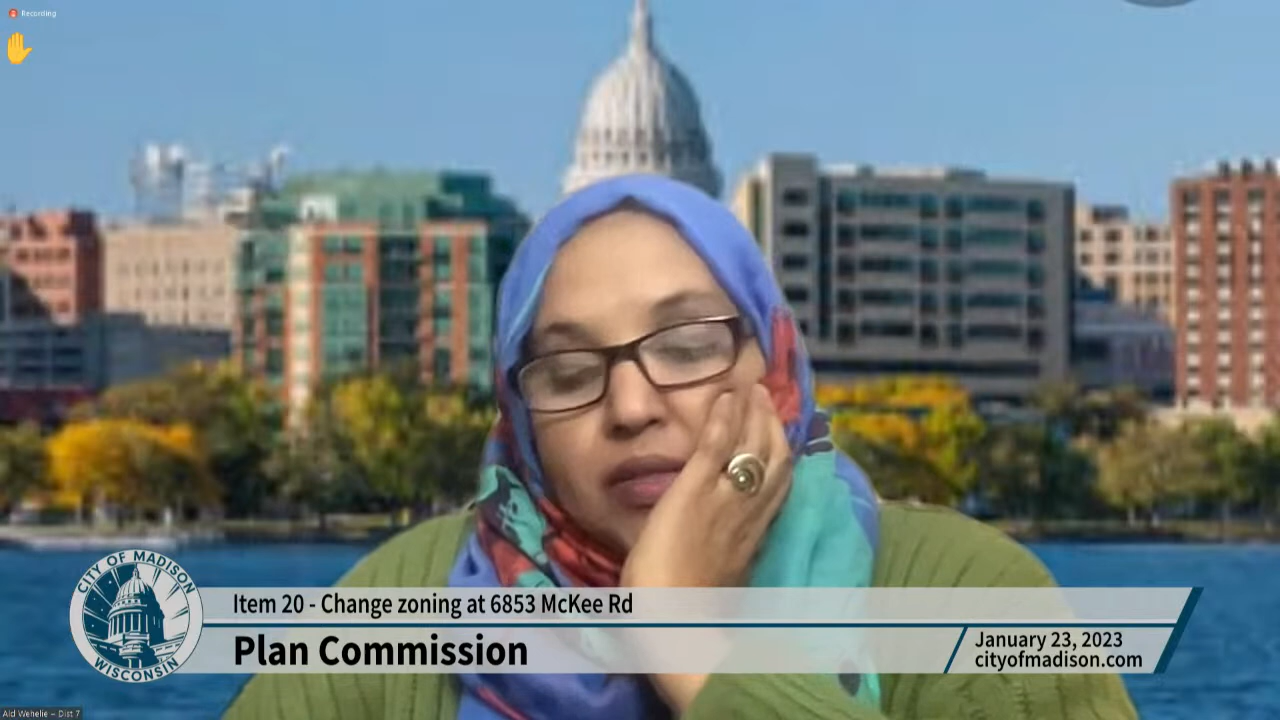 Recording
CITY OF MADISON
WISCONSIN
Item 20 - Change zoning at 6853 McKee Rd
Plan Commission
January 23, 2023
cityofmadison.com
Ald Wehelie – Dist 7